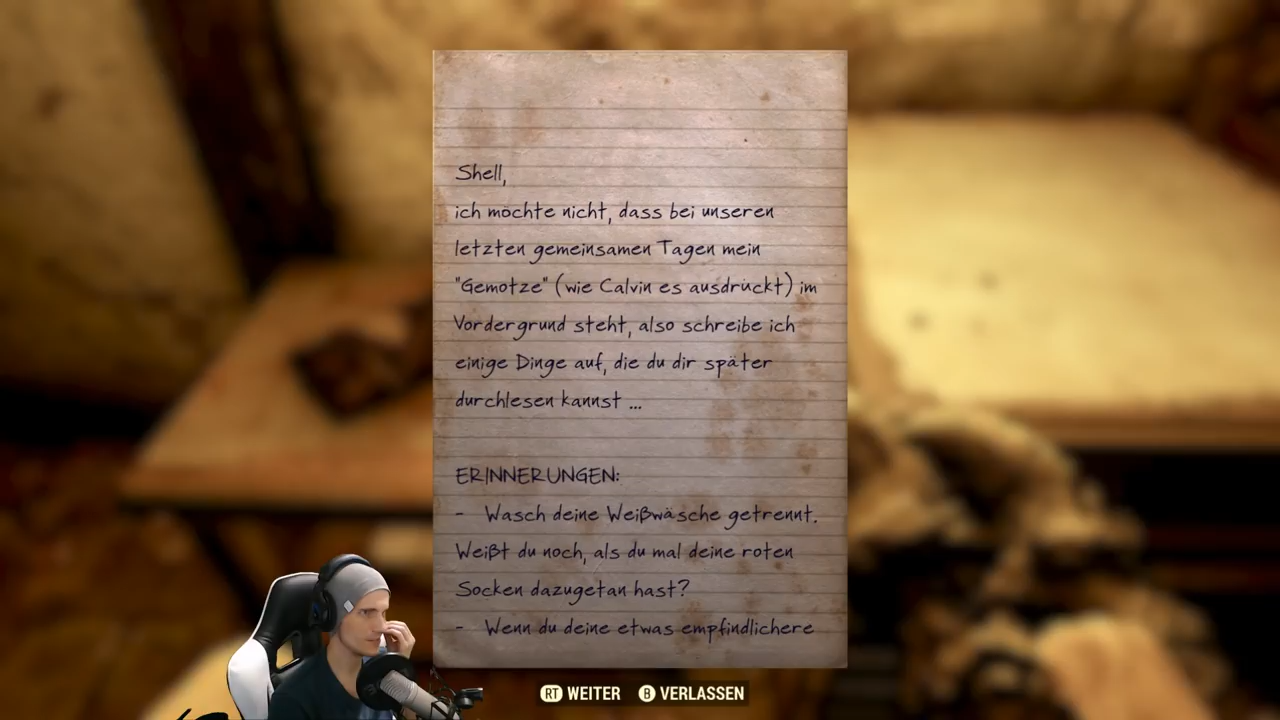 Shell,
ich möchte nicht, dass bei unseren
letzten gemeinsamen Tagen mein
"Gemotze" (wie Calvin es ausdrückt) im
Vordergrund steht, also schreibe ich
einige Dinge auf, die du dir später
durchlesen kannst ...
ERINNERUNGEN:
- Wasch deine Weißwäsche getrennt.
Weißt du noch, als du mal deine roten
Socken dazugetan hast?
- Wenn du deine etwas empfindlichere
RT WEITER B VERLASSEN